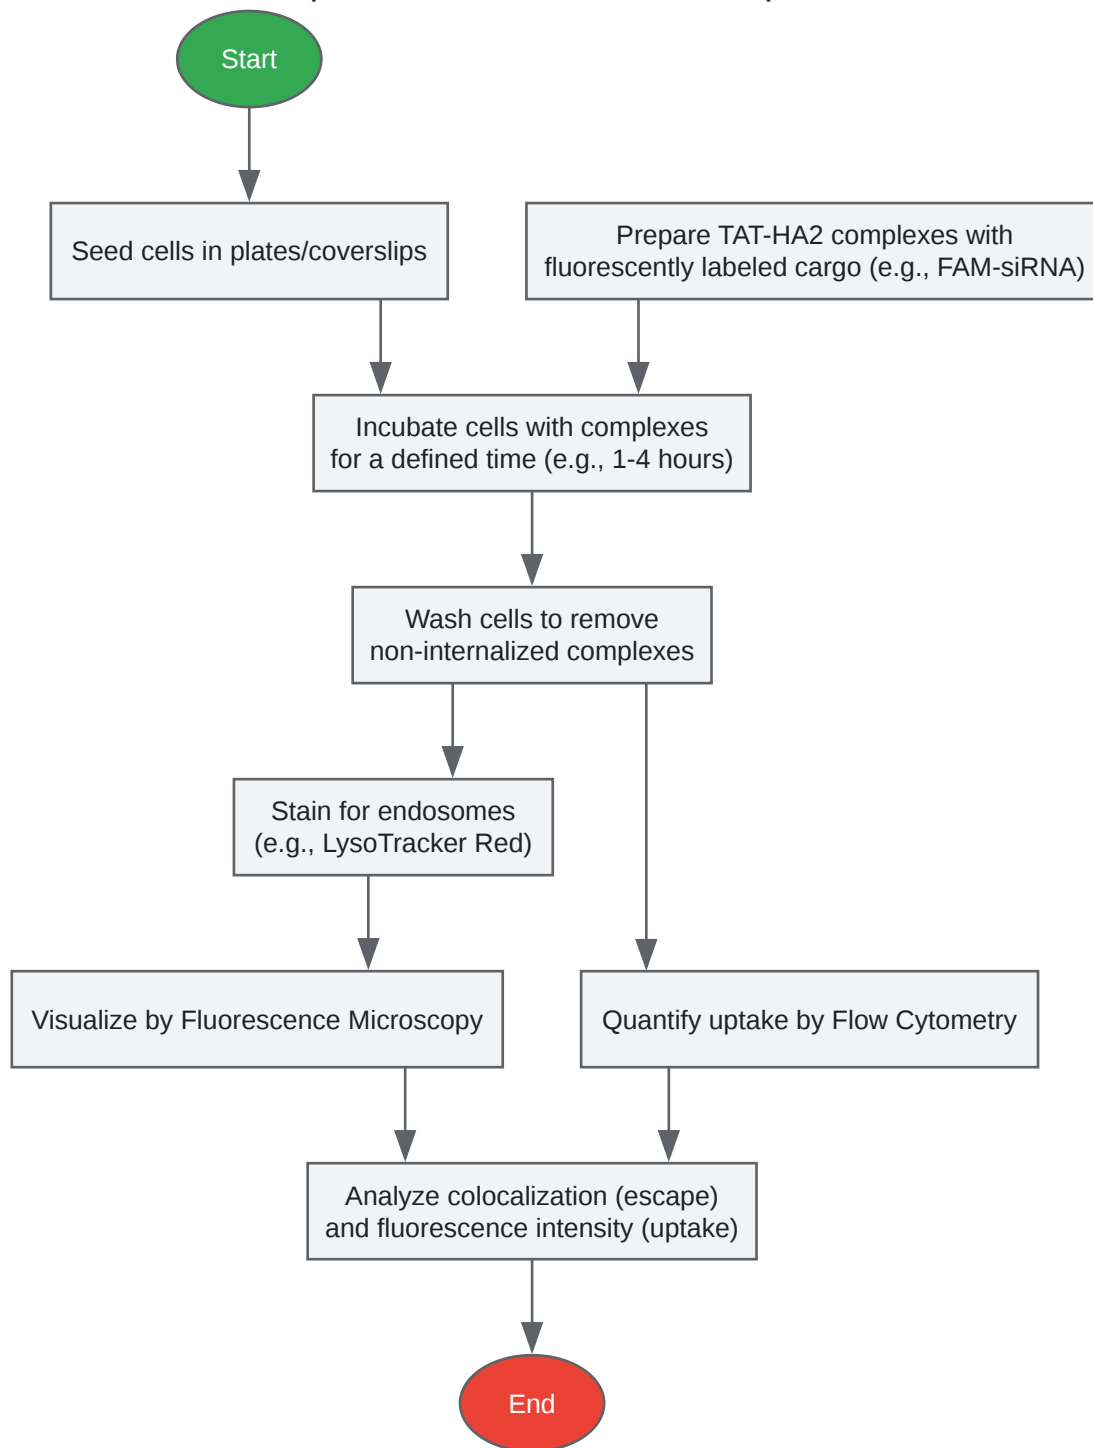 Start
Seed cells in plates/coverslips
Prepare TAT-HA2 complexes with
fluorescently labeled cargo (e.g., FAM-siRNA)
Incubate cells with complexes
for a defined time (e.g., 1-4 hours)
Wash cells to remove
non-internalized complexes
Stain for endosomes
(e.g., LysoTracker Red)
Visualize by Fluorescence Microscopy
Quantify uptake by Flow Cytometry
Analyze colocalization (escape)
and fluorescence intensity (uptake)
End